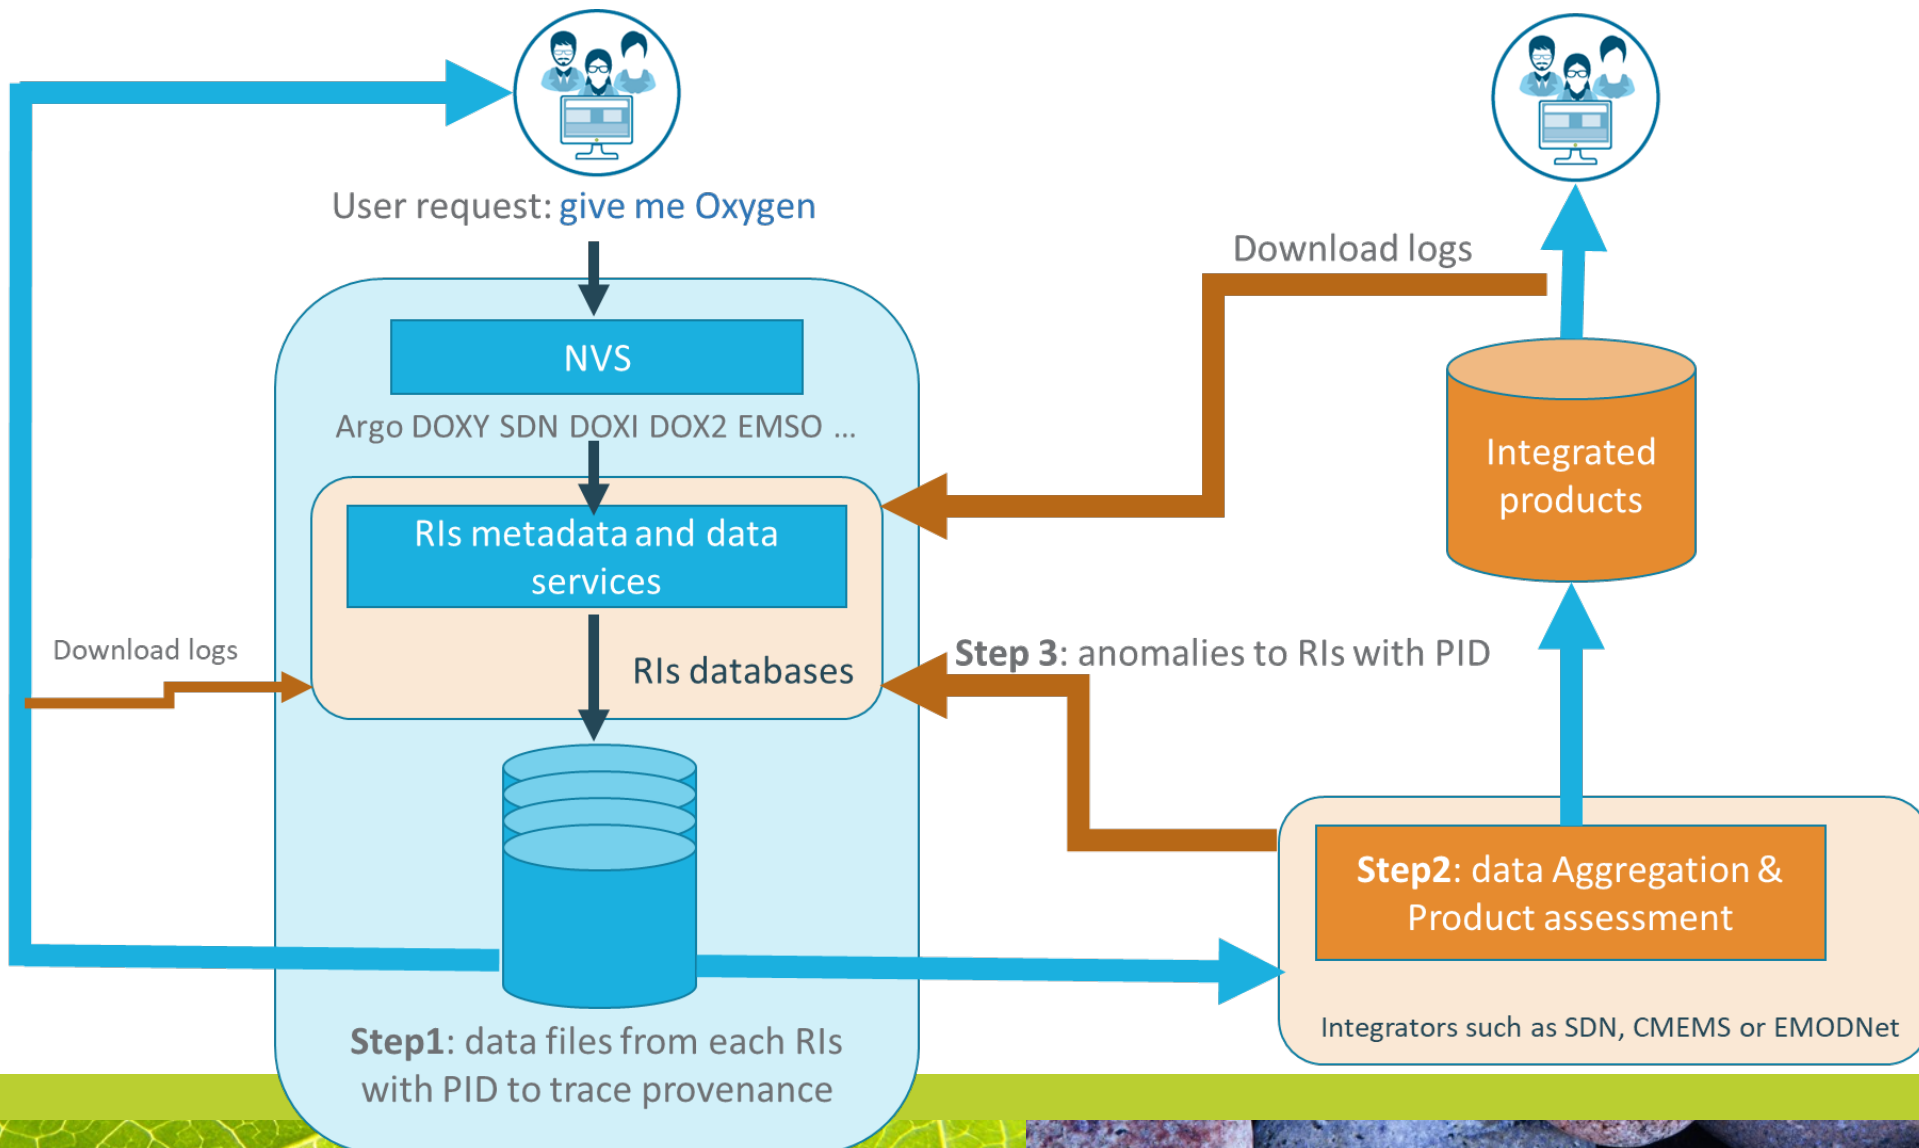 User request: give me Oxygen
Download logs
NVS
Argo DOXY SDN DOXI DOX2 EMSO ...
Integrated
products
RIs metadata and data
services
Download logs
RIs databases
Step 3: anomalies to RIs with PID
Step2: data Aggregation &
Product assessment
Integrators such as SDN, CMEMS or EMODNet
Step1: data files from each RIs
with PID to trace provenance